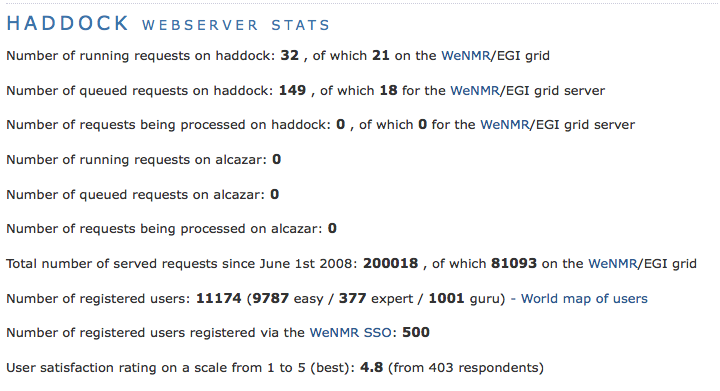 HADDOCK WEBSERVER STATS
Number of running requests on haddock: 32 , of which 21 on the WeNMR/EGI grid
Number of queued requests on haddock: 149 , of which 18 for the WeNMR/EGI grid server
Number of requests being processed on haddock: 0 , of which 0 for the WeNMR/EGI grid server
Number of running requests on alcazar: 0
Number of queued requests on alcazar: 0
Number of requests being processed on alcazar: 0
Total number of served requests since June 1st 2008: 200018 , of which 81093 on the WeNMR/EGI grid
Number of registered users: 11174 (9787 easy / 377 expert / 1001 guru) - World map of users
Number of registered users registered via the WeNMR SSO: 500
User satisfaction rating on a scale from 1 to 5 (best): 4.8 (from 403 respondents)